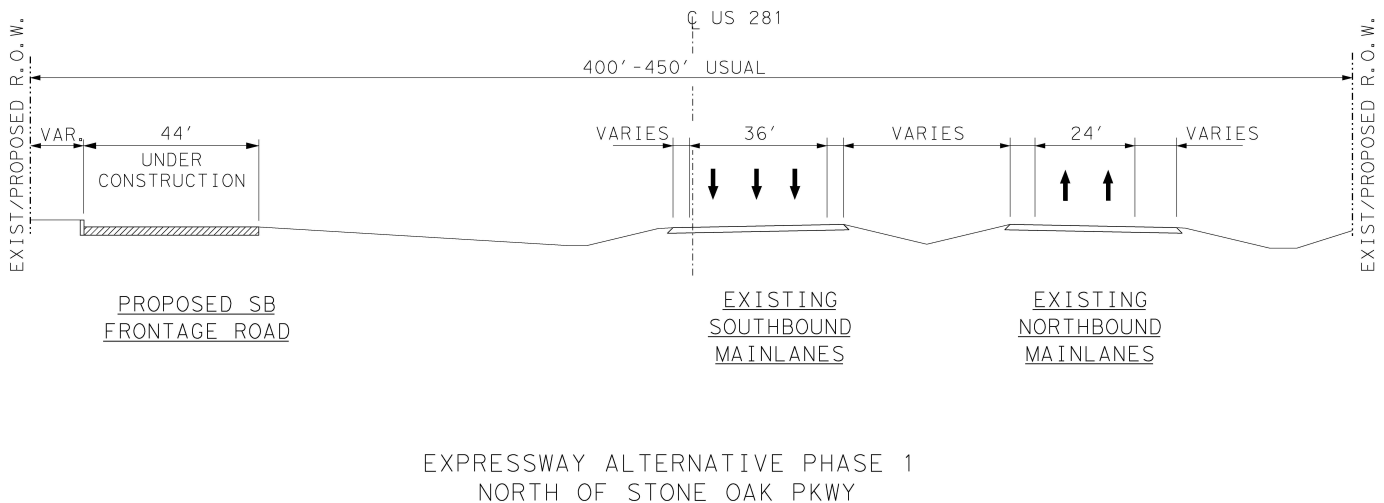 ℄ US 281
400'-450' USUAL
EXIST/PROPOSED R.O.W.
EXIST/PROPOSED R.O.W.
VAR.
44'
VARIES
36'
VARIES
24'
VARIES
UNDER
CONSTRUCTION
PROPOSED SB
FRONTAGE ROAD
EXISTING
SOUTHBOUND
MAINLANES
EXISTING
NORTHBOUND
MAINLANES
EXPRESSWAY ALTERNATIVE PHASE 1
NORTH OF STONE OAK PKWY